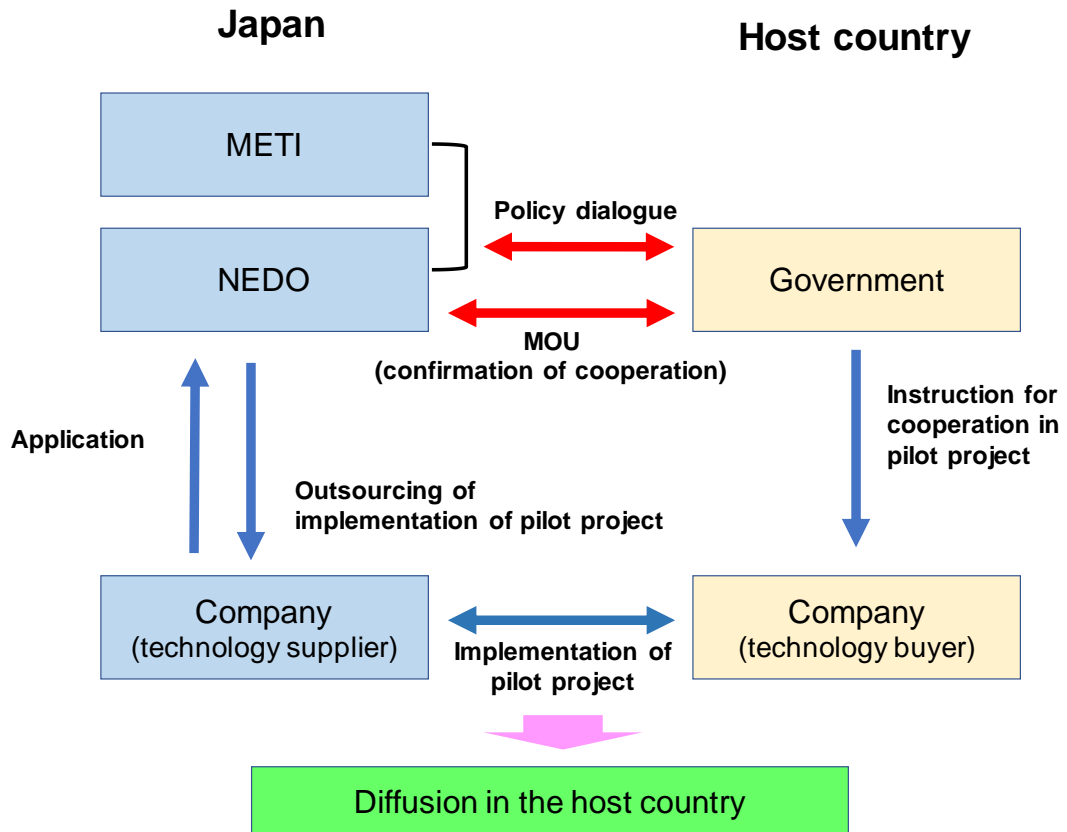 Japan
Host country
METI
Policy dialogue
NEDO
Government
MOU
(confirmation of cooperation)
Application
Instruction for
cooperation in
pilot project
Outsourcing of
implementation of pilot project
Company
(technology supplier)
Company
(technology buyer)
Implementation of
pilot project
Diffusion in the host country